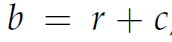 b = r + c,